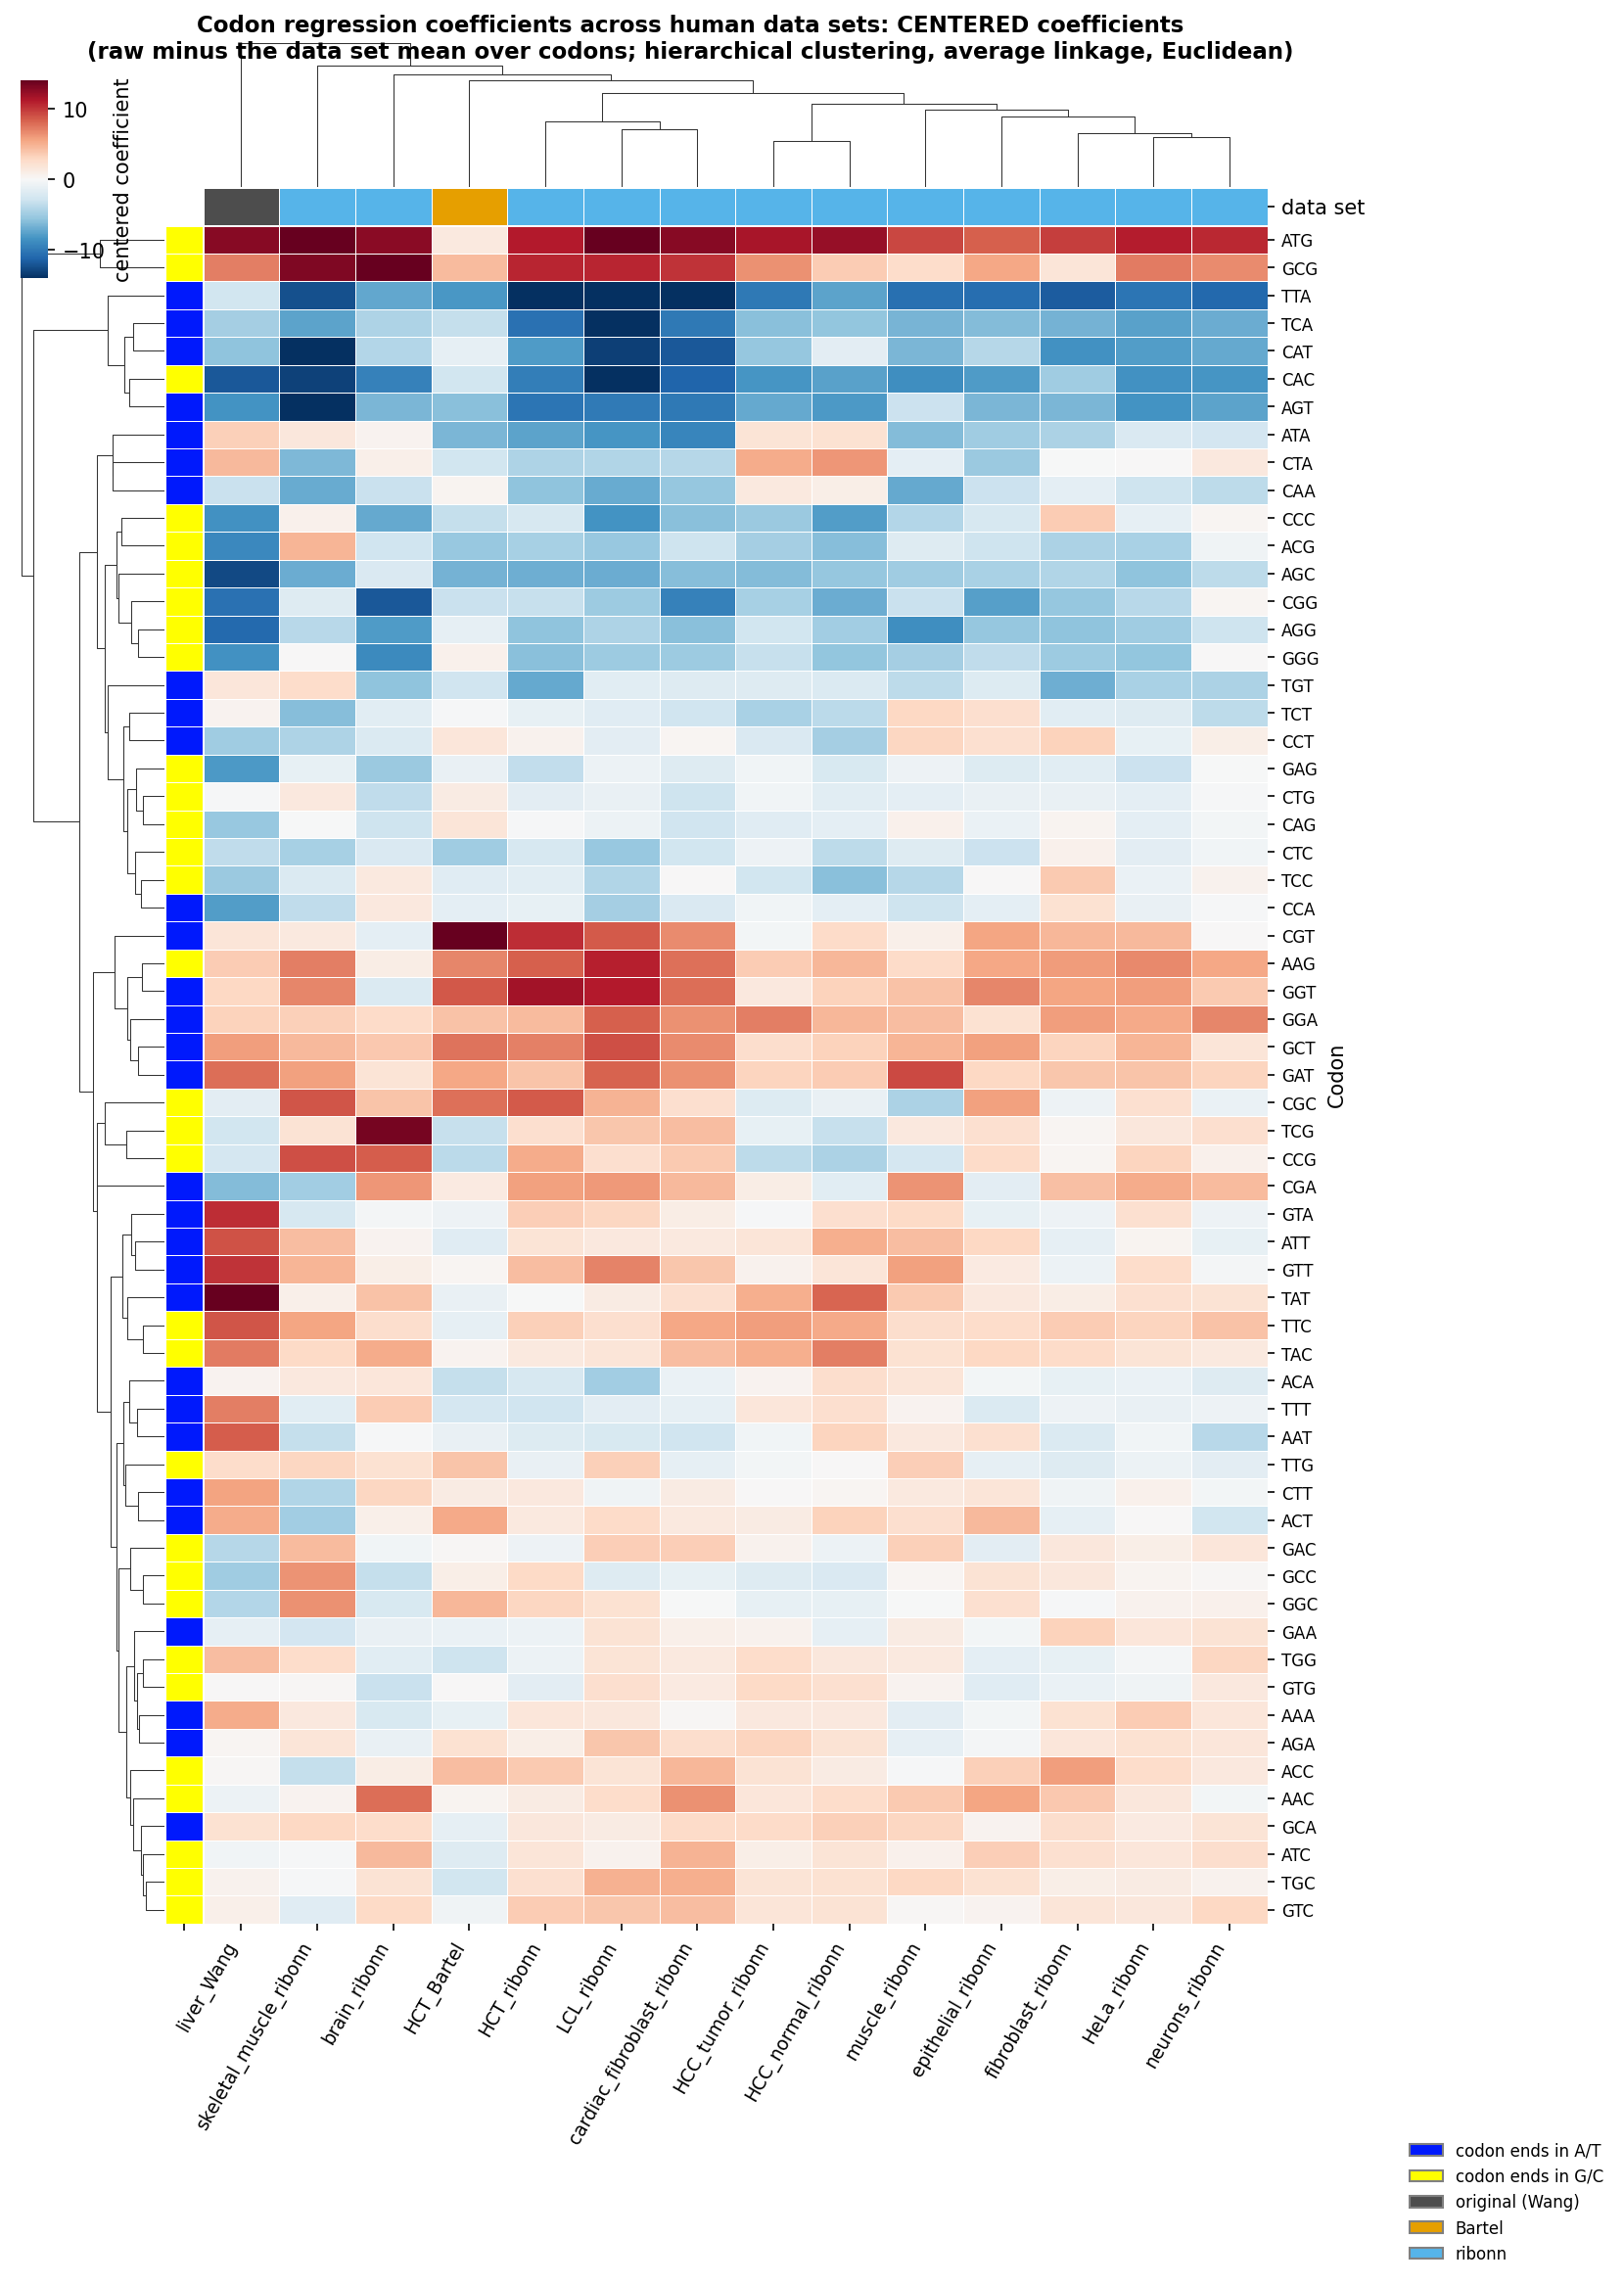 Codon regression coefficients across human data sets: CENTERED coefficients
(raw minus the data set mean over codons; hierarchical clustering, average linkage, Euclidean)
10
0
−10
centered coefficient
data set
ATG
GCG
TTA
TCA
CAT
CAC
AGT
ATA
CTA
CAA
CCC
ACG
AGC
CGG
AGG
GGG
TGT
TCT
CCT
GAG
CTG
CAG
CTC
TCC
CCA
CGT
AAG
GGT
GGA
GCT
GAT
CGC
TCG
CCG
CGA
GTA
ATT
GTT
TAT
TTC
TAC
ACA
TTT
AAT
TTG
CTT
ACT
GAC
GCC
GGC
GAA
TGG
GTG
AAA
AGA
ACC
AAC
GCA
ATC
TGC
GTC
Codon
liver_Wang
skeletal_muscle_ribonn
brain_ribonn
HCT_Bartel
HCT_ribonn
LCL_ribonn
cardiac_fibroblast_ribonn
HCC_tumor_ribonn
HCC_normal_ribonn
muscle_ribonn
epithelial_ribonn
fibroblast_ribonn
HeLa_ribonn
neurons_ribonn
codon ends in A/T
codon ends in G/C
original (Wang)
Bartel
ribonn